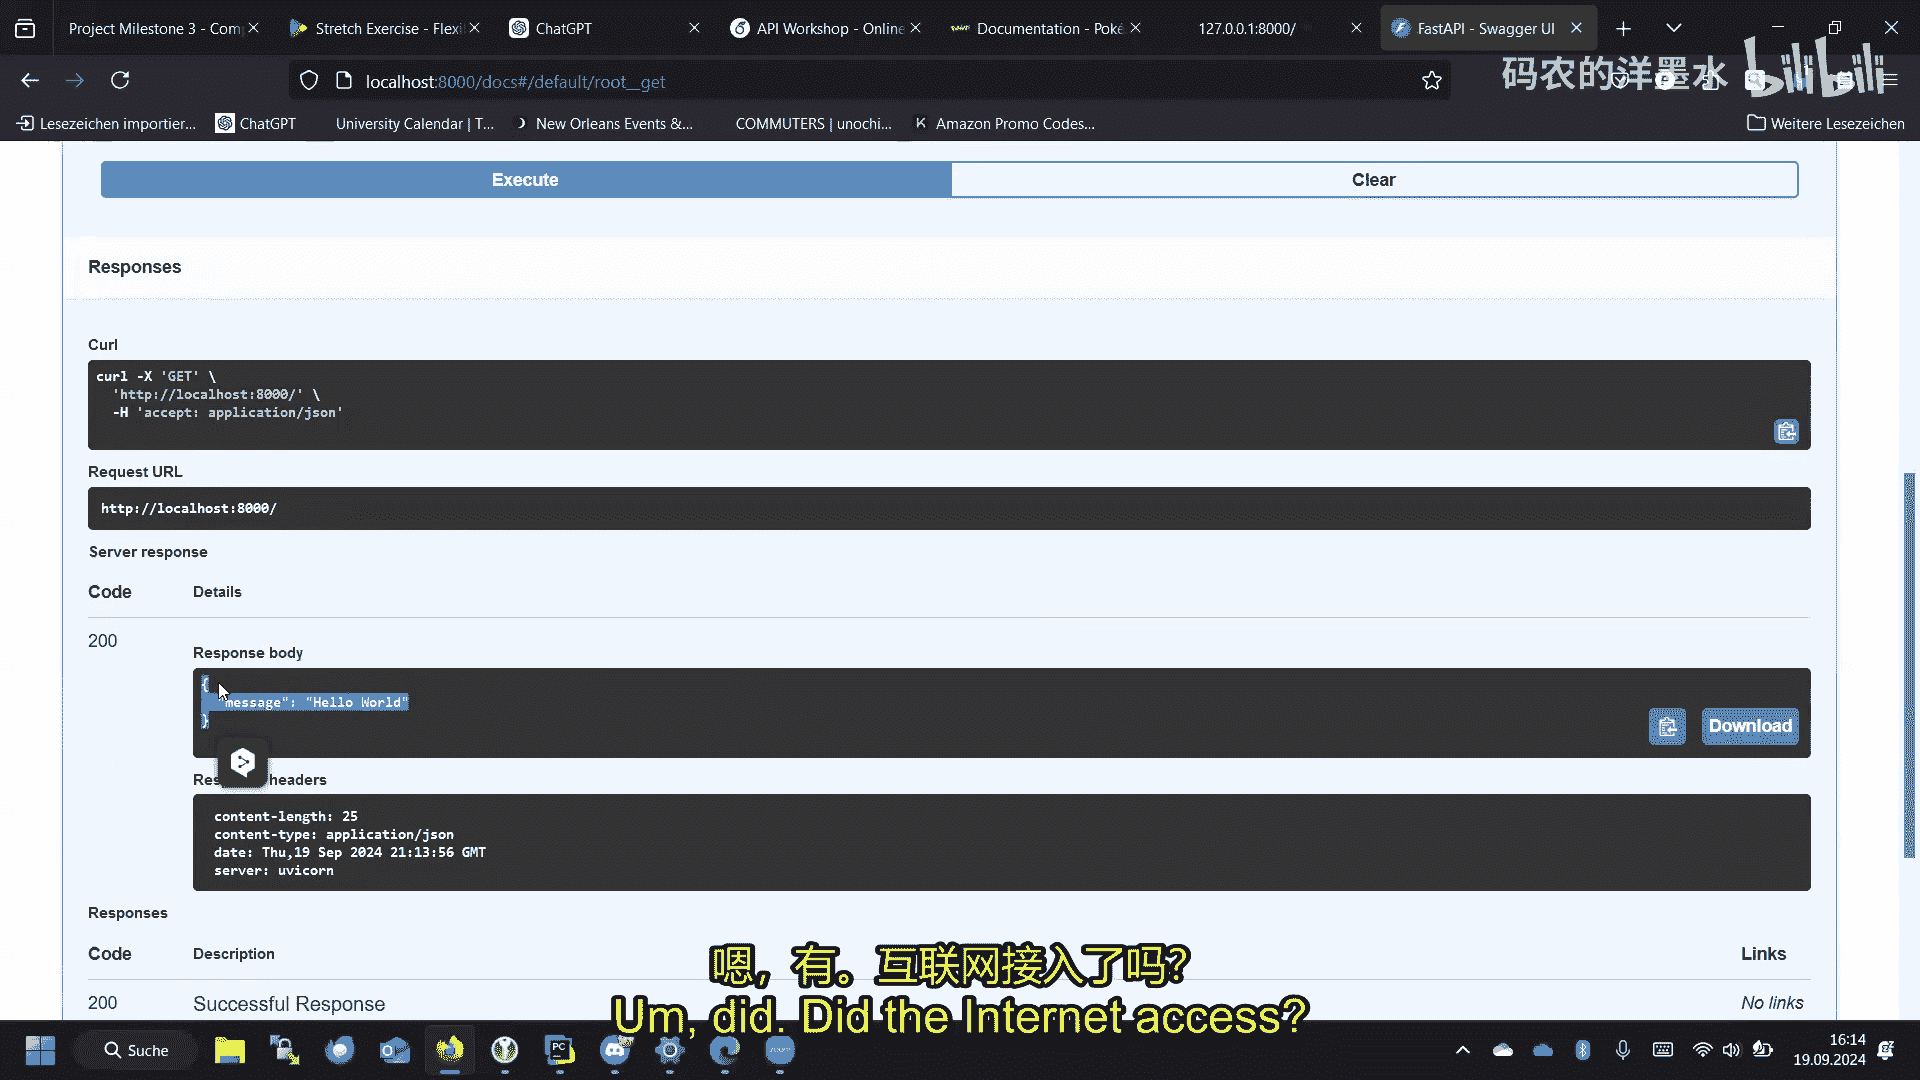 Project Milestone 3 - Com
Stretch Exercise - Flexi
ChatGPT
API Workshop - Online
Documentation - Poké
127.0.0.1:8000/
FastAPI - Swagger UI
localhost:8000/docs#/default/root__get
码农的洋墨水 bilibili
Lesezeichen importier...
ChatGPT
University Calendar | T...
New Orleans Events &...
COMMUTERS | unochi...
Amazon Promo Codes...
Weitere Lesezeichen
Execute
Clear
Responses
Curl
curl -X 'GET' \
'http://localhost:8000/' \
-H 'accept: application/json'
Request URL
http://localhost:8000/
Server response
Code
Details
200
Response body
{
"message": "Hello World"
}
Download
Res
headers
content-length: 25
content-type: application/json
date: Thu,19 Sep 2024 21:13:56 GMT
server: uvicorn
Responses
Code
Description
Links
200
Successful Response
No links
嗯，有。互联网接入了吗？
Um, did. Did the Internet access?
Suche
PC
zoom
16:14
19.09.2024